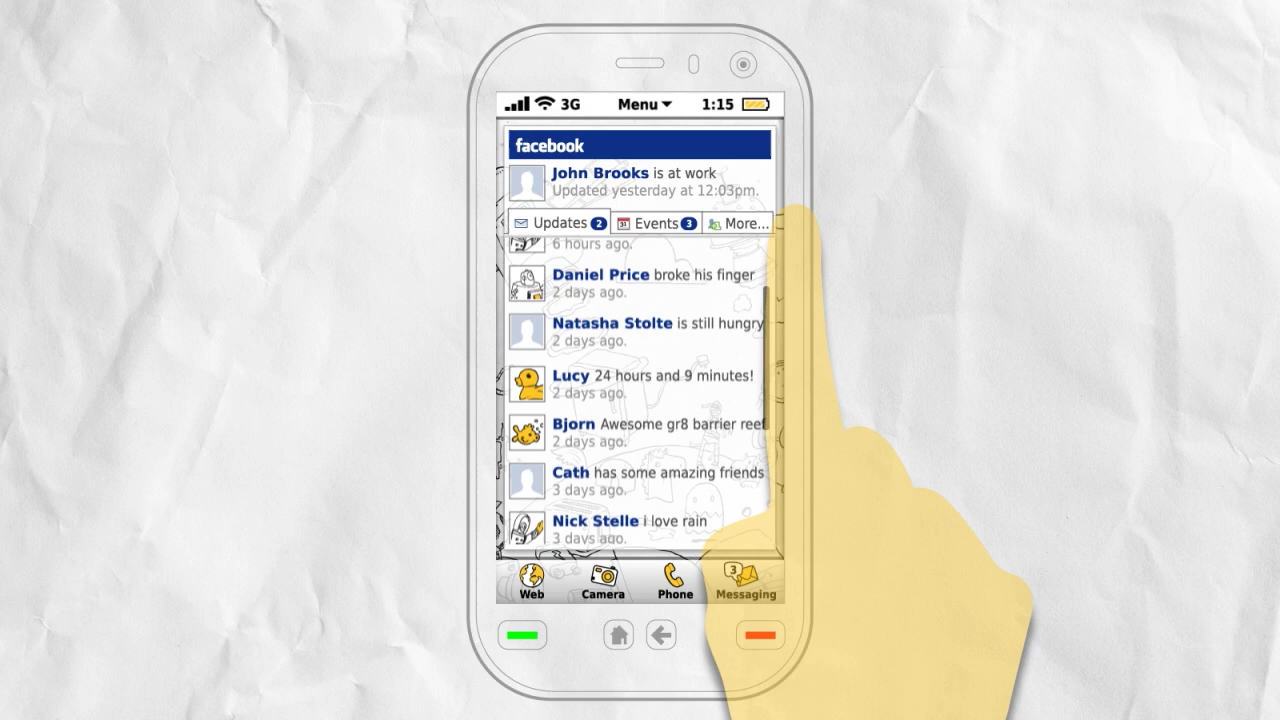 3G Menu 1:15
facebook
John Brooks is at work
Updated yesterday at 12:03pm.
Updates 2 31 Events 3 More...
6 hours ago.
Daniel Price broke his finger
2 days ago.
Natasha Stolte is still hungry
2 days ago.
Lucy 24 hours and 9 minutes!
2 days ago.
Bjorn Awesome gr8 barrier reef
2 days ago.
Cath has some amazing friends
3 days ago.
Nick Stelle i love rain
3 days ago.
3
Web Camera Phone Messaging